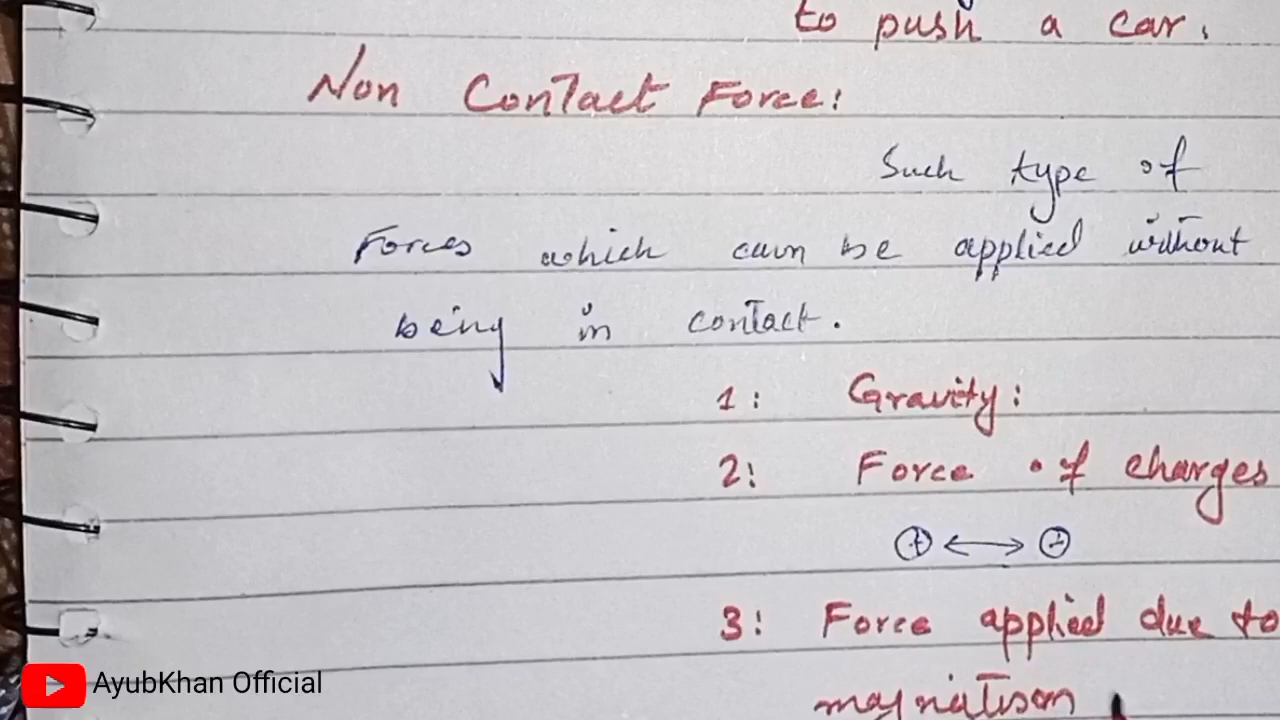 to push a car.
Non Contact Force:
Such type of
Forces which can be applied without
being in contact.
1: Gravity:
2: Force of charges
+ ⟷ -
3: Force applied due to
magnatism
AyubKhan Official